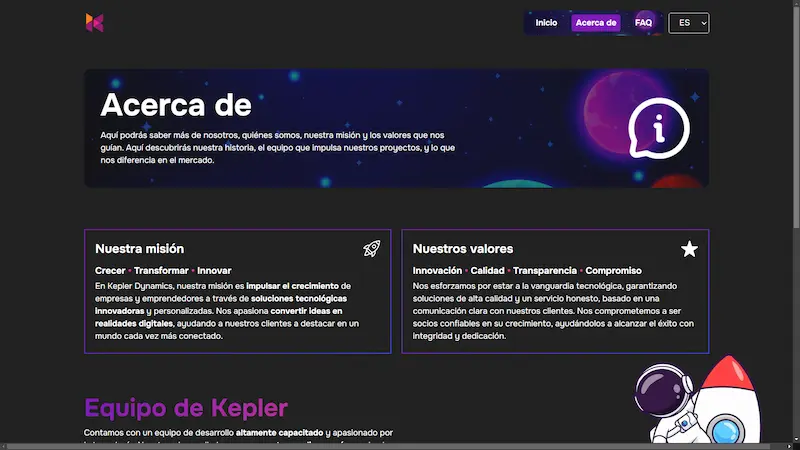 Inicio
Acerca de
FAQ
ES
Acerca de
Aquí podrás saber más de nosotros, quiénes somos, nuestra misión y los valores que nos
guían. Aquí descubrirás nuestra historia, el equipo que impulsa nuestros proyectos, y lo que
nos diferencia en el mercado.
Nuestra misión
Crecer • Transformar • Innovar
En Kepler Dynamics, nuestra misión es impulsar el crecimiento de
empresas y emprendedores a través de soluciones tecnológicas
innovadoras y personalizadas. Nos apasiona convertir ideas en
realidades digitales, ayudando a nuestros clientes a destacar en un
mundo cada vez más conectado.
Nuestros valores
Innovación • Calidad • Transparencia • Compromiso
Nos esforzamos por estar a la vanguardia tecnológica, garantizando
soluciones de alta calidad y un servicio honesto, basado en una
comunicación clara con nuestros clientes. Nos comprometemos a ser
socios confiables en su crecimiento, ayudándolos a alcanzar el éxito con
integridad y dedicación.
Equipo de Kepler
Contamos con un equipo de desarrollo altamente capacitado y apasionado por